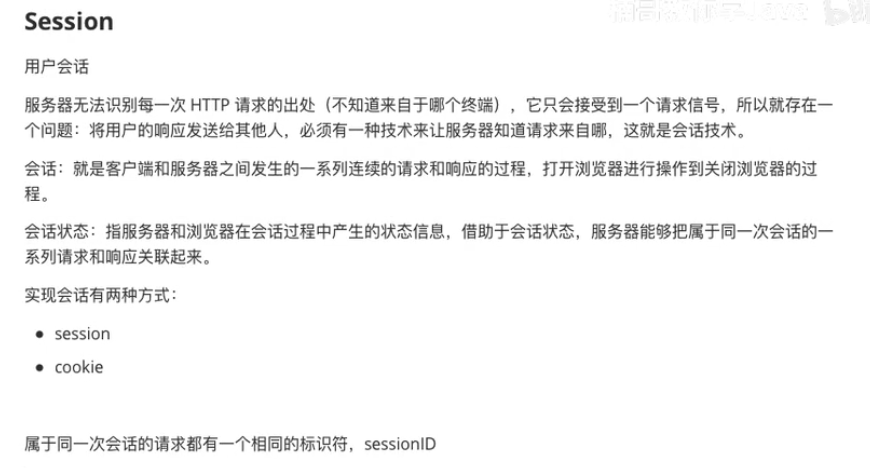 Session
用户会话
服务器无法识别每一次 HTTP 请求的出处（不知道来自于哪个终端），它只会接受到一个请求信号，所以就存在一
个问题：将用户的响应发送给其他人，必须有一种技术来让服务器知道请求来自哪，这就是会话技术。
会话：就是客户端和服务器之间发生的一系列连续的请求和响应的过程，打开浏览器进行操作到关闭浏览器的过
程。
会话状态：指服务器和浏览器在会话过程中产生的状态信息，借助于会话状态，服务器能够把属于同一次会话的一
系列请求和响应关联起来。
实现会话有两种方式：
● session
● cookie
属于同一次会话的请求都有一个相同的标识符，sessionID